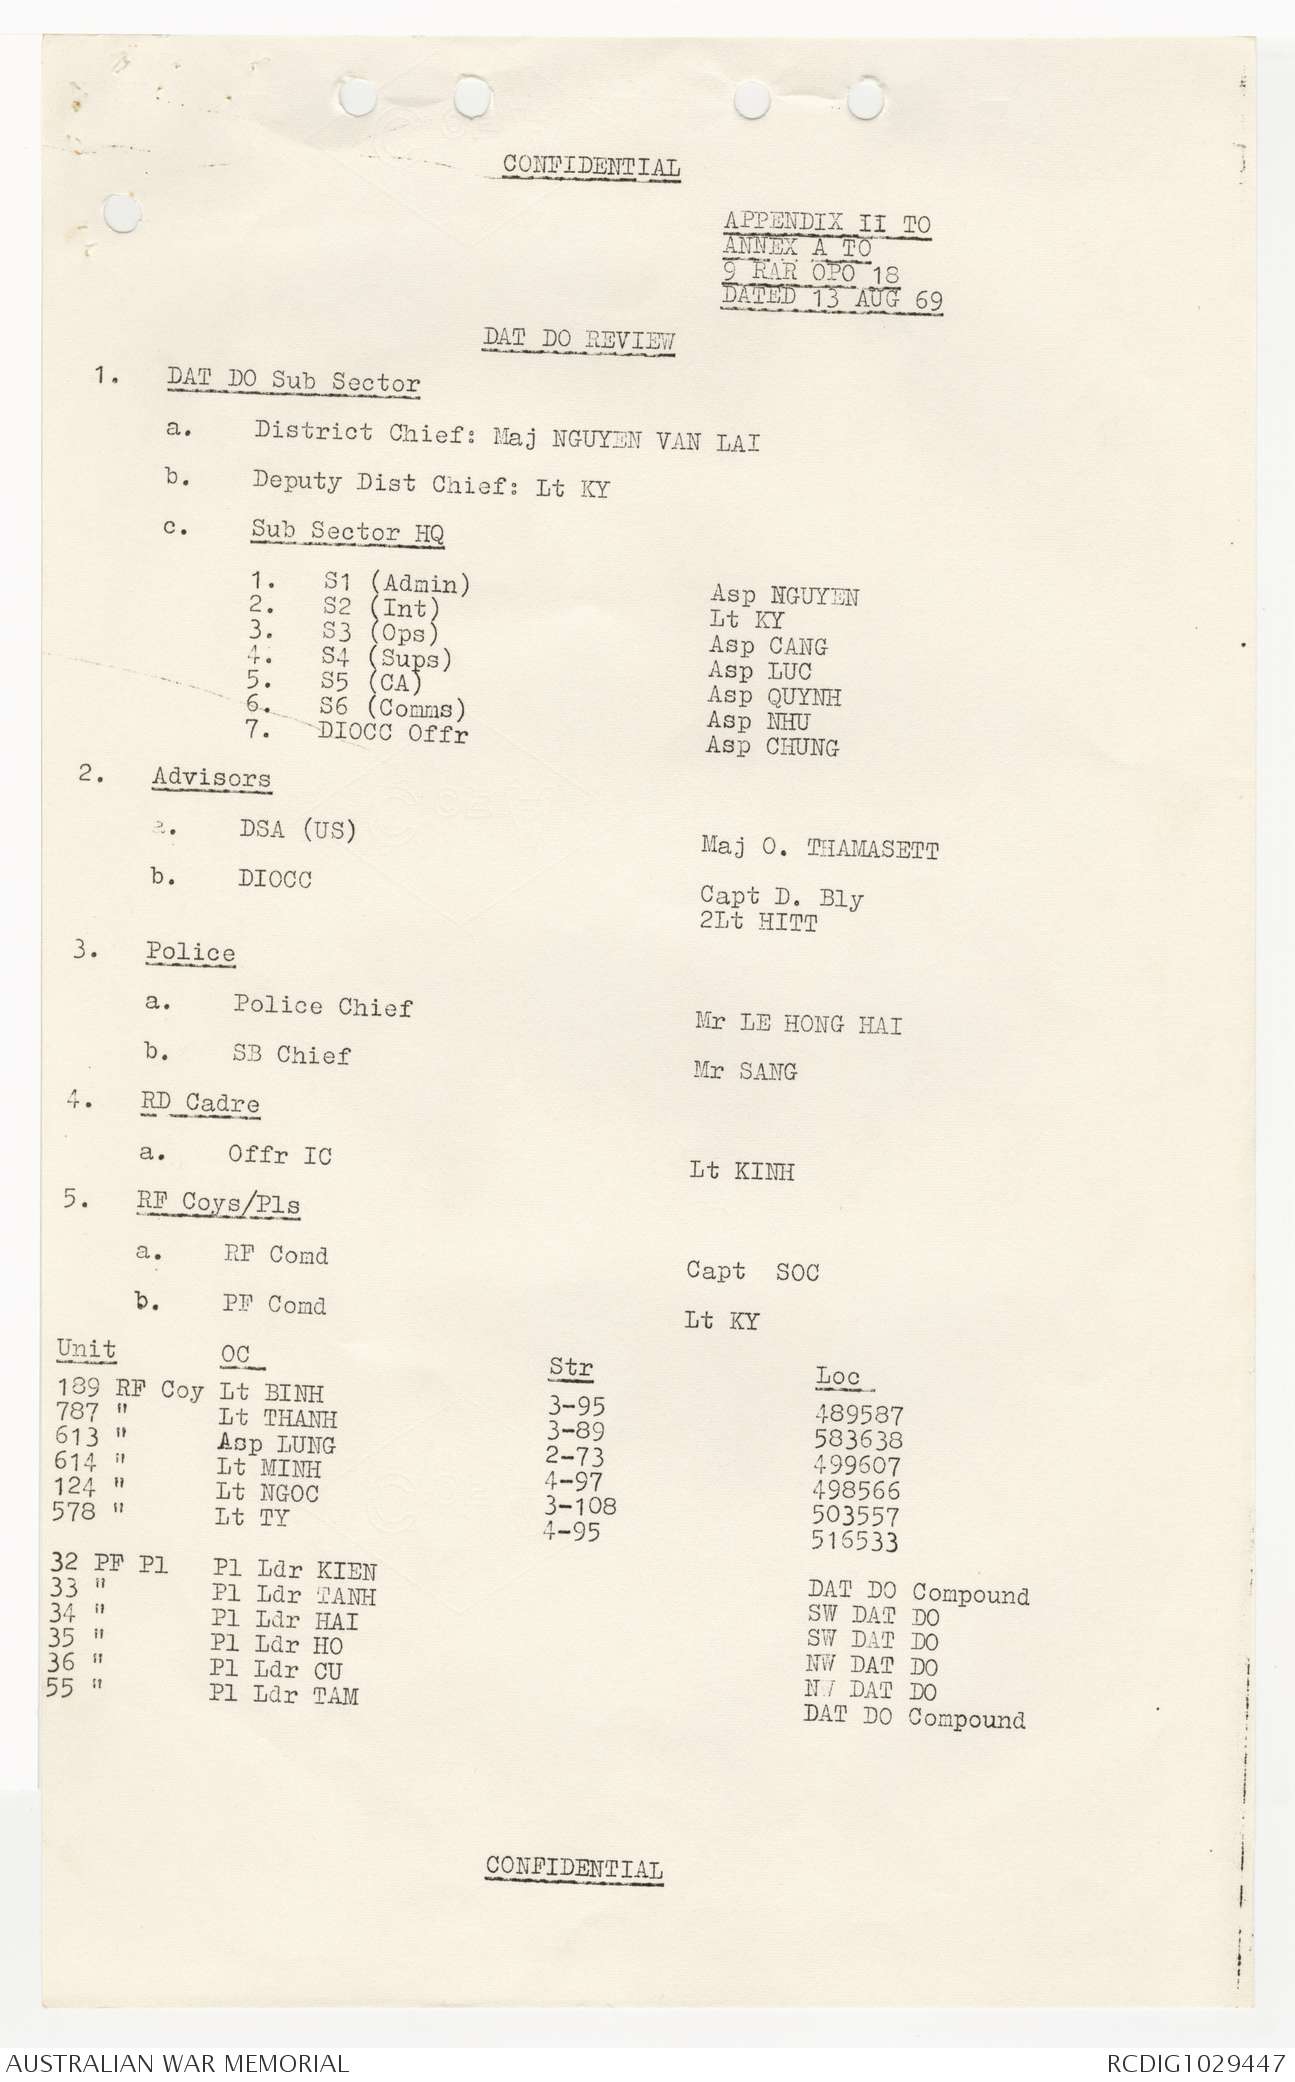 CONFIDENTIAL
APPENDIX II TO
ANNEX A TO
9 RAR OPO 18
DATED 13 AUG 69
DAT DO REVIEW
1. DAT DO Sub Sector
a. District Chief: Maj NGUYEN VAN LAI
b. Deputy Dist Chief: Lt KY
c. Sub Sector HQ
1. S1 (Admin) Asp NGUYEN
2. S2 (Int) Lt KY
3. S3 (Ops) Asp CANG
4. S4 (Sups) Asp LUC
5. S5 (CA) Asp QUYNH
6. S6 (Comms) Asp NHU
7. DIOCC Offr Asp CHUNG
2. Advisors
a. DSA (US) Maj O. THAMASETT
b. DIOCC Capt D. Bly
2Lt HITT
3. Police
a. Police Chief Mr LE HONG HAI
b. SB Chief Mr SANG
4. RD Cadre
a. Offr IC Lt KINH
5. RF Coys/Pls
a. RF Comd Capt SOC
b. PF Comd Lt KY
Unit OC Str Loc
189 RF Coy Lt BINH 3-95 489587
787 " Lt THANH 3-89 583638
613 " Asp LUNG 2-73 499607
614 " Lt MINH 4-97 498566
124 " Lt NGOC 3-108 503557
578 " Lt TY 4-95 516533
32 PF Pl Pl Ldr KIEN DAT DO Compound
33 " Pl Ldr TANH SW DAT DO
34 " Pl Ldr HAI SW DAT DO
35 " Pl Ldr HO NW DAT DO
36 " Pl Ldr CU NW DAT DO
55 " Pl Ldr TAM DAT DO Compound
CONFIDENTIAL
AUSTRALIAN WAR MEMORIAL RCDIG1029447